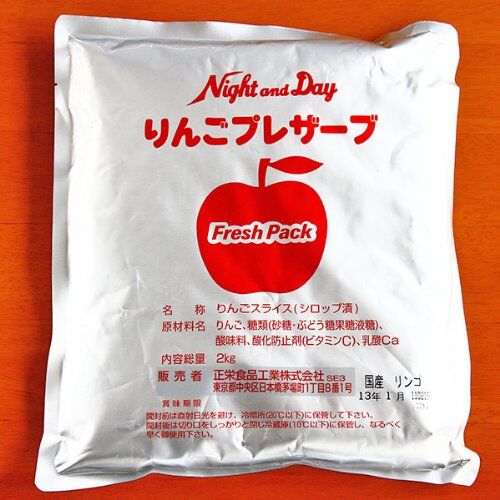 Night and Day
りんごプレザーブ
Fresh Pack
名 称 りんごスライス(シロップ漬)
原材料名 りんご、糖類(砂糖・ぶどう糖果糖液糖)、
酸味料、酸化防止剤(ビタミンC)、乳酸Ca
内容総量 2kg
販売者 正栄食品工業株式会社 SE3
東京都中央区日本橋茅場町1丁目8番1号
国産 リンゴ
賞味期限 13年1月
開封前は直射日光を避け、冷暗所(20℃以下)に保管して下さい。
開封後は切り口をしっかりと閉じ冷蔵庫(10℃以下)に保管し、なるべく
早く御使用下さい。